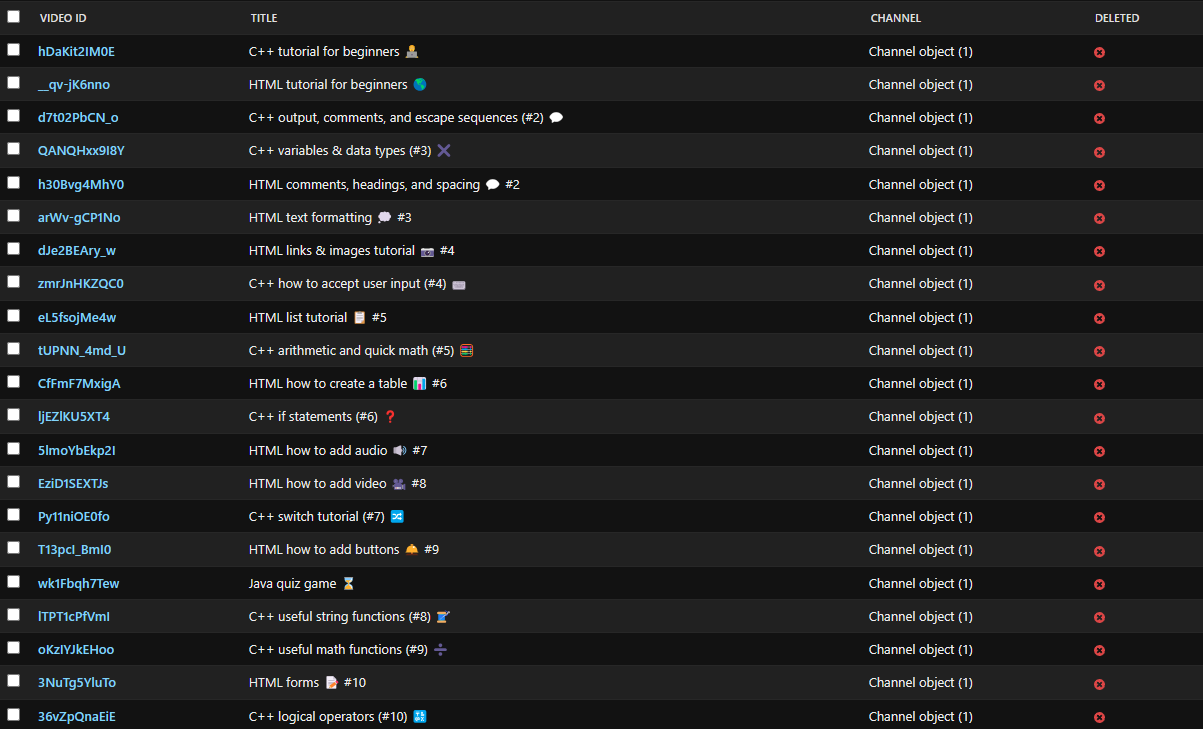 VIDEO ID TITLE CHANNEL DELETED
hDaKit2IM0E C++ tutorial for beginners 👨‍💻 Channel object (1)
__qv-jK6nno HTML tutorial for beginners 🌎 Channel object (1)
d7t02PbCN_o C++ output, comments, and escape sequences (#2) 💬 Channel object (1)
QANQHxx9I8Y C++ variables & data types (#3) ✖️ Channel object (1)
h30Bvg4MhY0 HTML comments, headings, and spacing 💬 #2 Channel object (1)
arWv-gCP1No HTML text formatting 💭 #3 Channel object (1)
dJe2BEAry_w HTML links & images tutorial 📷 #4 Channel object (1)
zmrJnHKZQC0 C++ how to accept user input (#4) ⌨️ Channel object (1)
eL5fsojMe4w HTML list tutorial 📋 #5 Channel object (1)
tUPNN_4md_U C++ arithmetic and quick math (#5) 🧮 Channel object (1)
CfFmF7MxigA HTML how to create a table 📊 #6 Channel object (1)
ljEZlKU5XT4 C++ if statements (#6) ❓ Channel object (1)
5lmoYbEkp2I HTML how to add audio 🔊 #7 Channel object (1)
EziD1SEXTJs HTML how to add video 🎥 #8 Channel object (1)
Py11niOE0fo C++ switch tutorial (#7) 🔀 Channel object (1)
T13pcI_BmI0 HTML how to add buttons 🛎️ #9 Channel object (1)
wk1Fbqh7Tew Java quiz game ⌛ Channel object (1)
lTPT1cPfVmI C++ useful string functions (#8) 🧵 Channel object (1)
oKzIYJkEHoo C++ useful math functions (#9) ➗ Channel object (1)
3NuTg5YluTo HTML forms 📝 #10 Channel object (1)
36vZpQnaEiE C++ logical operators (#10) 🔣 Channel object (1)